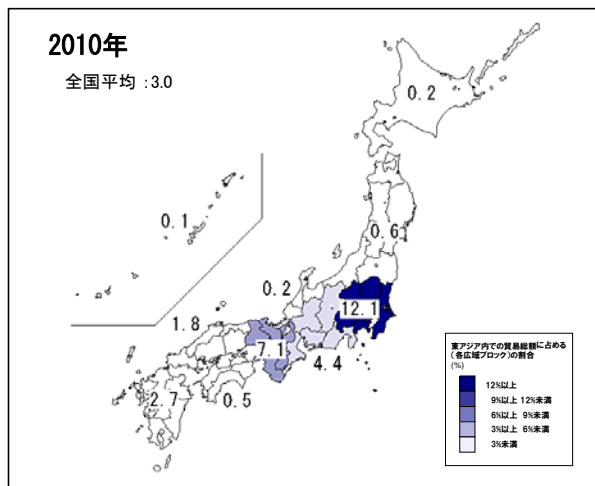 2010年
全国平均 :3.0
0.2
0.1
0.6
0.2
12.1
1.8
7.1
4.4
2.7
0.5
東アジア内での貿易総額に占める
(各広域ブロック)の割合
(%)
12%以上
9%以上 12%未満
6%以上 9%未満
3%以上 6%未満
3%未満